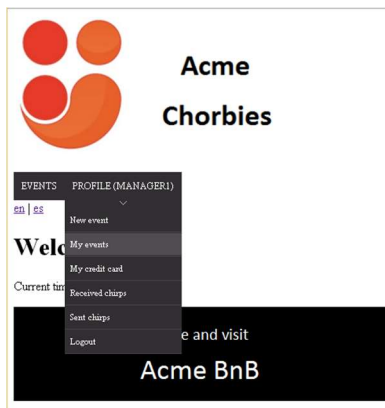 Acme
Chorbies
EVENTS PROFILE (MANAGER1)
en | es
New event
Welc
My events
My credit card
Current tim
Received chirps
Sent chirps
e and visit
Logout
Acme BnB